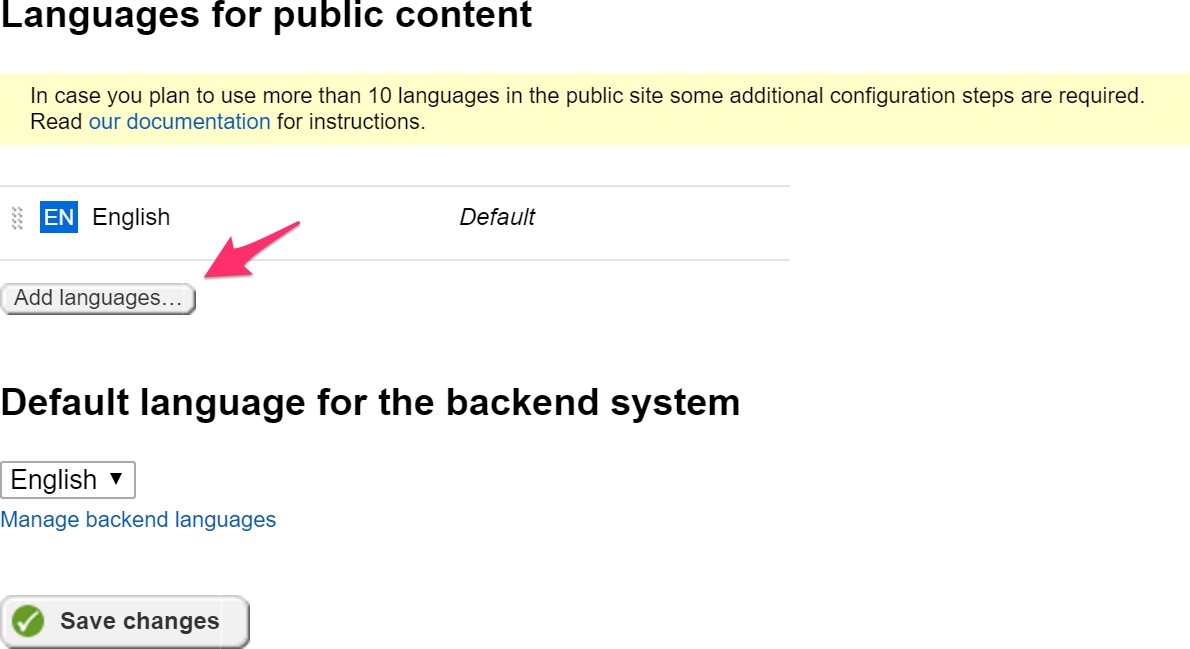 Languages for public content
In case you plan to use more than 10 languages in the public site some additional configuration steps are required.
Read our documentation for instructions.
EN English Default
Add languages…
Default language for the backend system
English ▼
Manage backend languages
Save changes